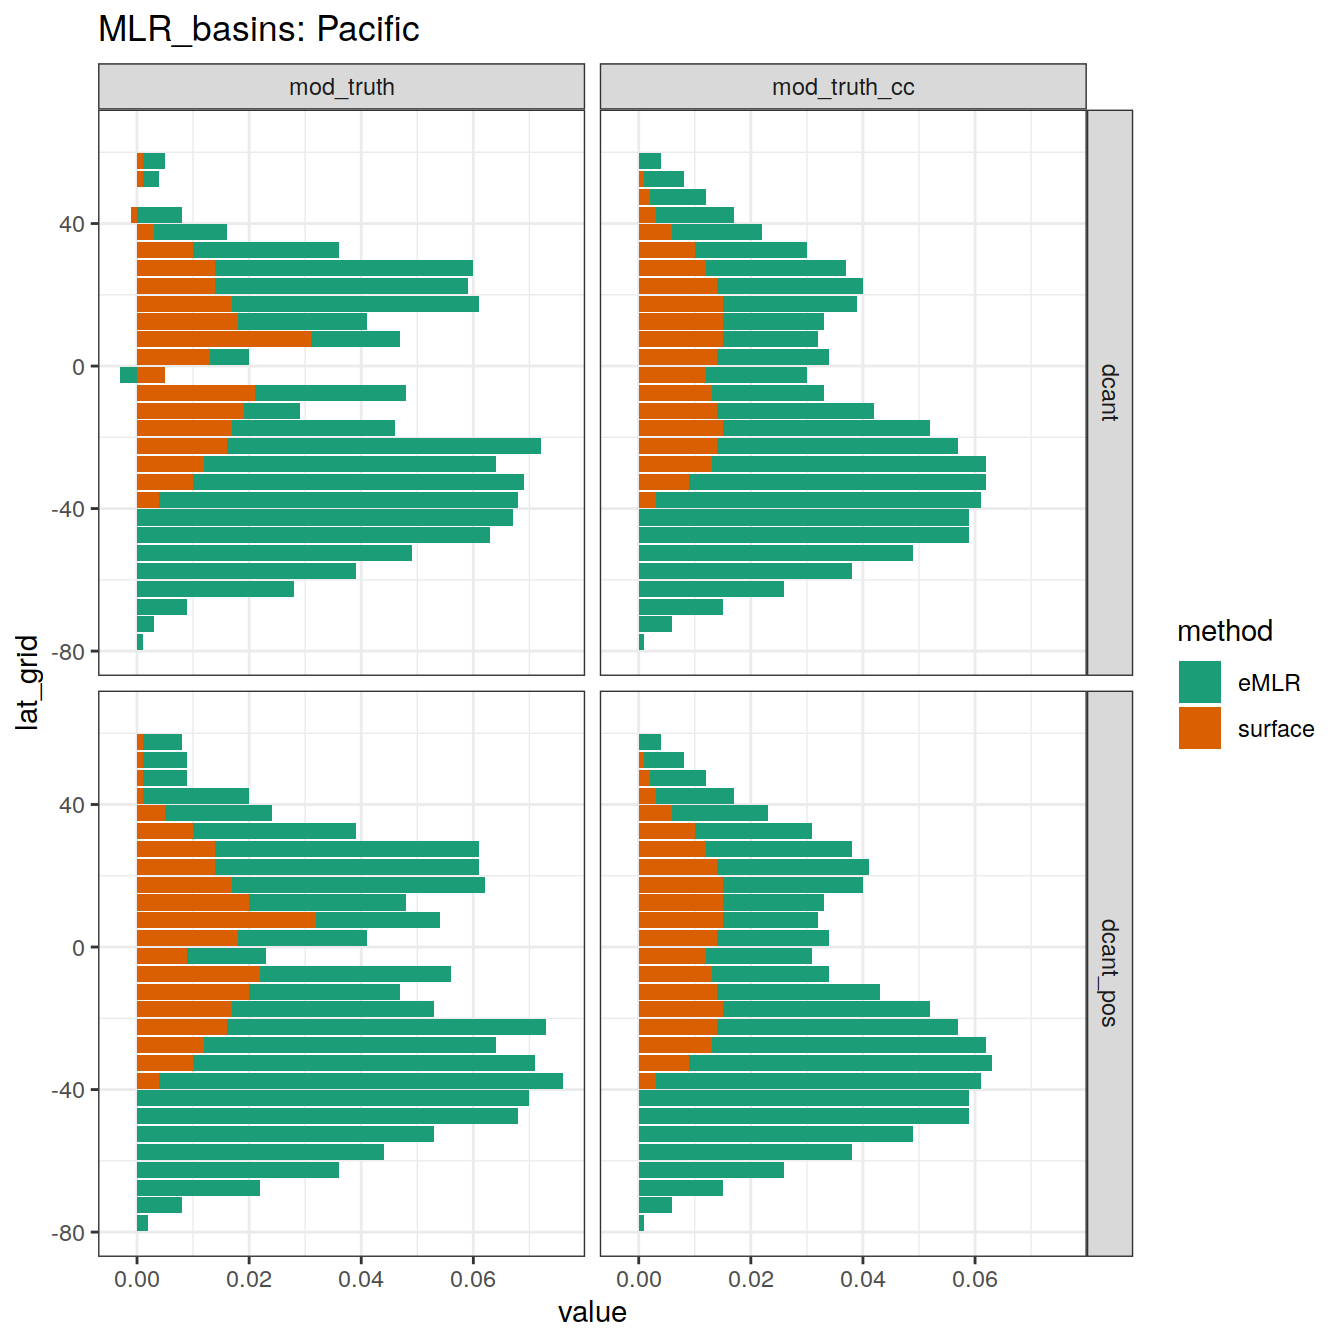 MLR_basins: Pacific
mod_truth
mod_truth_cc
40
0
-40
-80
dcant
40
0
-40
-80
dcant_pos
lat_grid
0.00
0.02
0.04
0.06
0.00
0.02
0.04
0.06
value
method
eMLR
surface